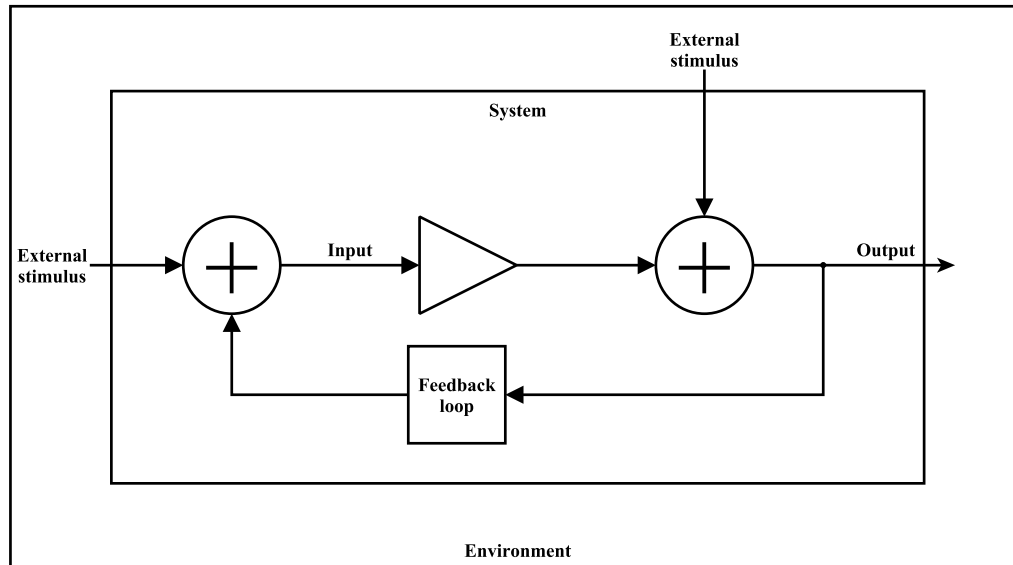 External
stimulus
System
External
stimulus
Input
Output
Feedback
loop
Environment